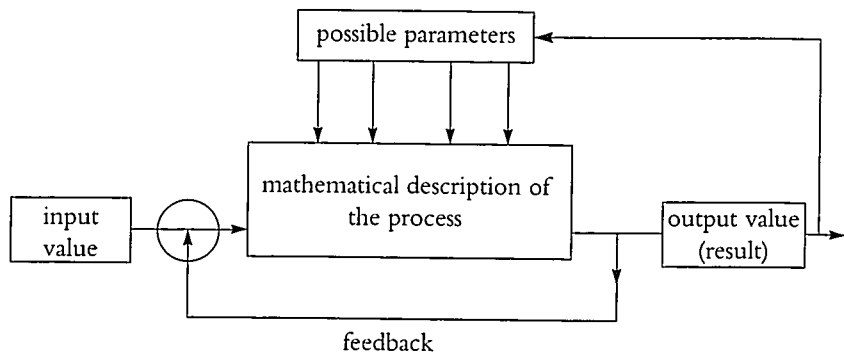 possible parameters
mathematical description of
the process
input
value
output value
(result)
feedback